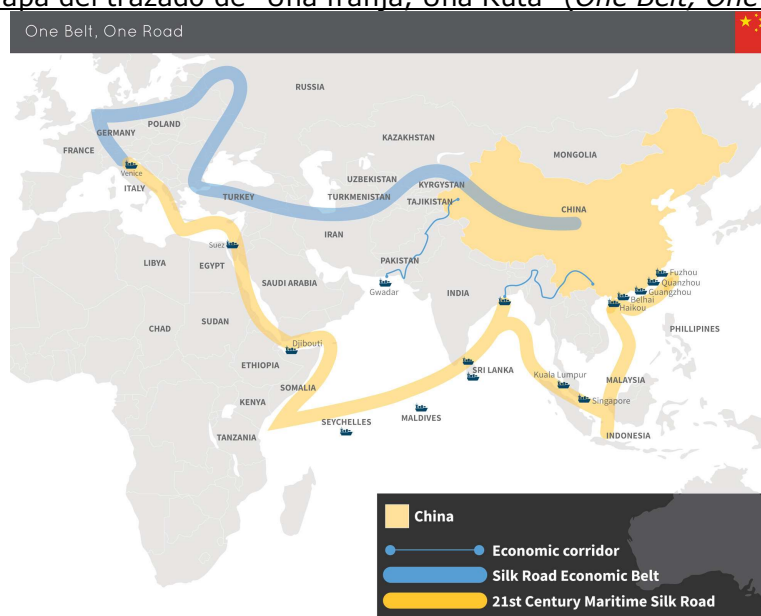 apa del trazado de "Una franja, Una Ruta" (One Belt, One
One Belt, One Road
RUSSIA
POLAND
GERMANY
FRANCE
KAZAKHSTAN
MONGOLIA
Venice
ITALY
UZBEKISTAN
KYRGYSTAN
TURKEY
TURKMENISTAN
TAJIKISTAN
CHINA
IRAN
Suez
PAKISTAN
LIBYA
EGYPT
Gwadar
SAUDI ARABIA
INDIA
Fuzhou
Quanzhou
Guangzhou
Belhai
Haikou
CHAD
SUDAN
PHILLIPINES
Djibouti
ETHIOPIA
SRI LANKA
Kuala Lumpur
MALAYSIA
SOMALIA
KENYA
Singapore
SEYCHELLES
MALDIVES
TANZANIA
INDONESIA
China
Economic corridor
Silk Road Economic Belt
21st Century Maritime Silk Road